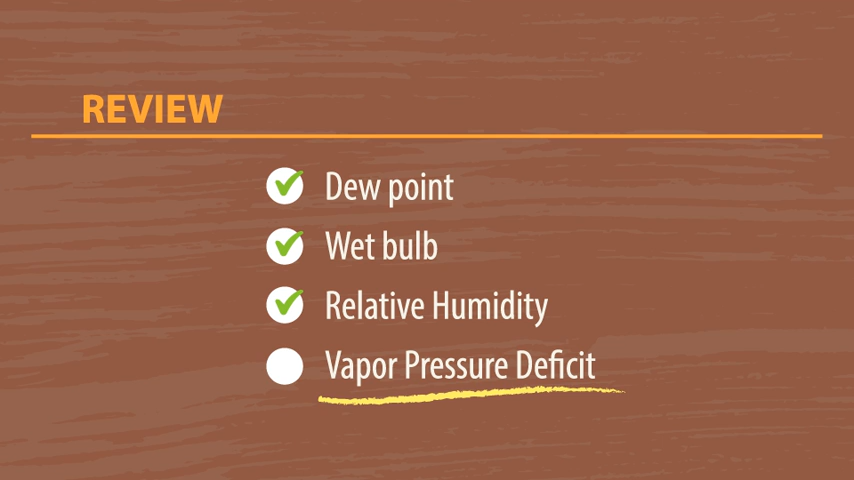 REVIEW
Dew point
Wet bulb
Relative Humidity
Vapor Pressure Deficit